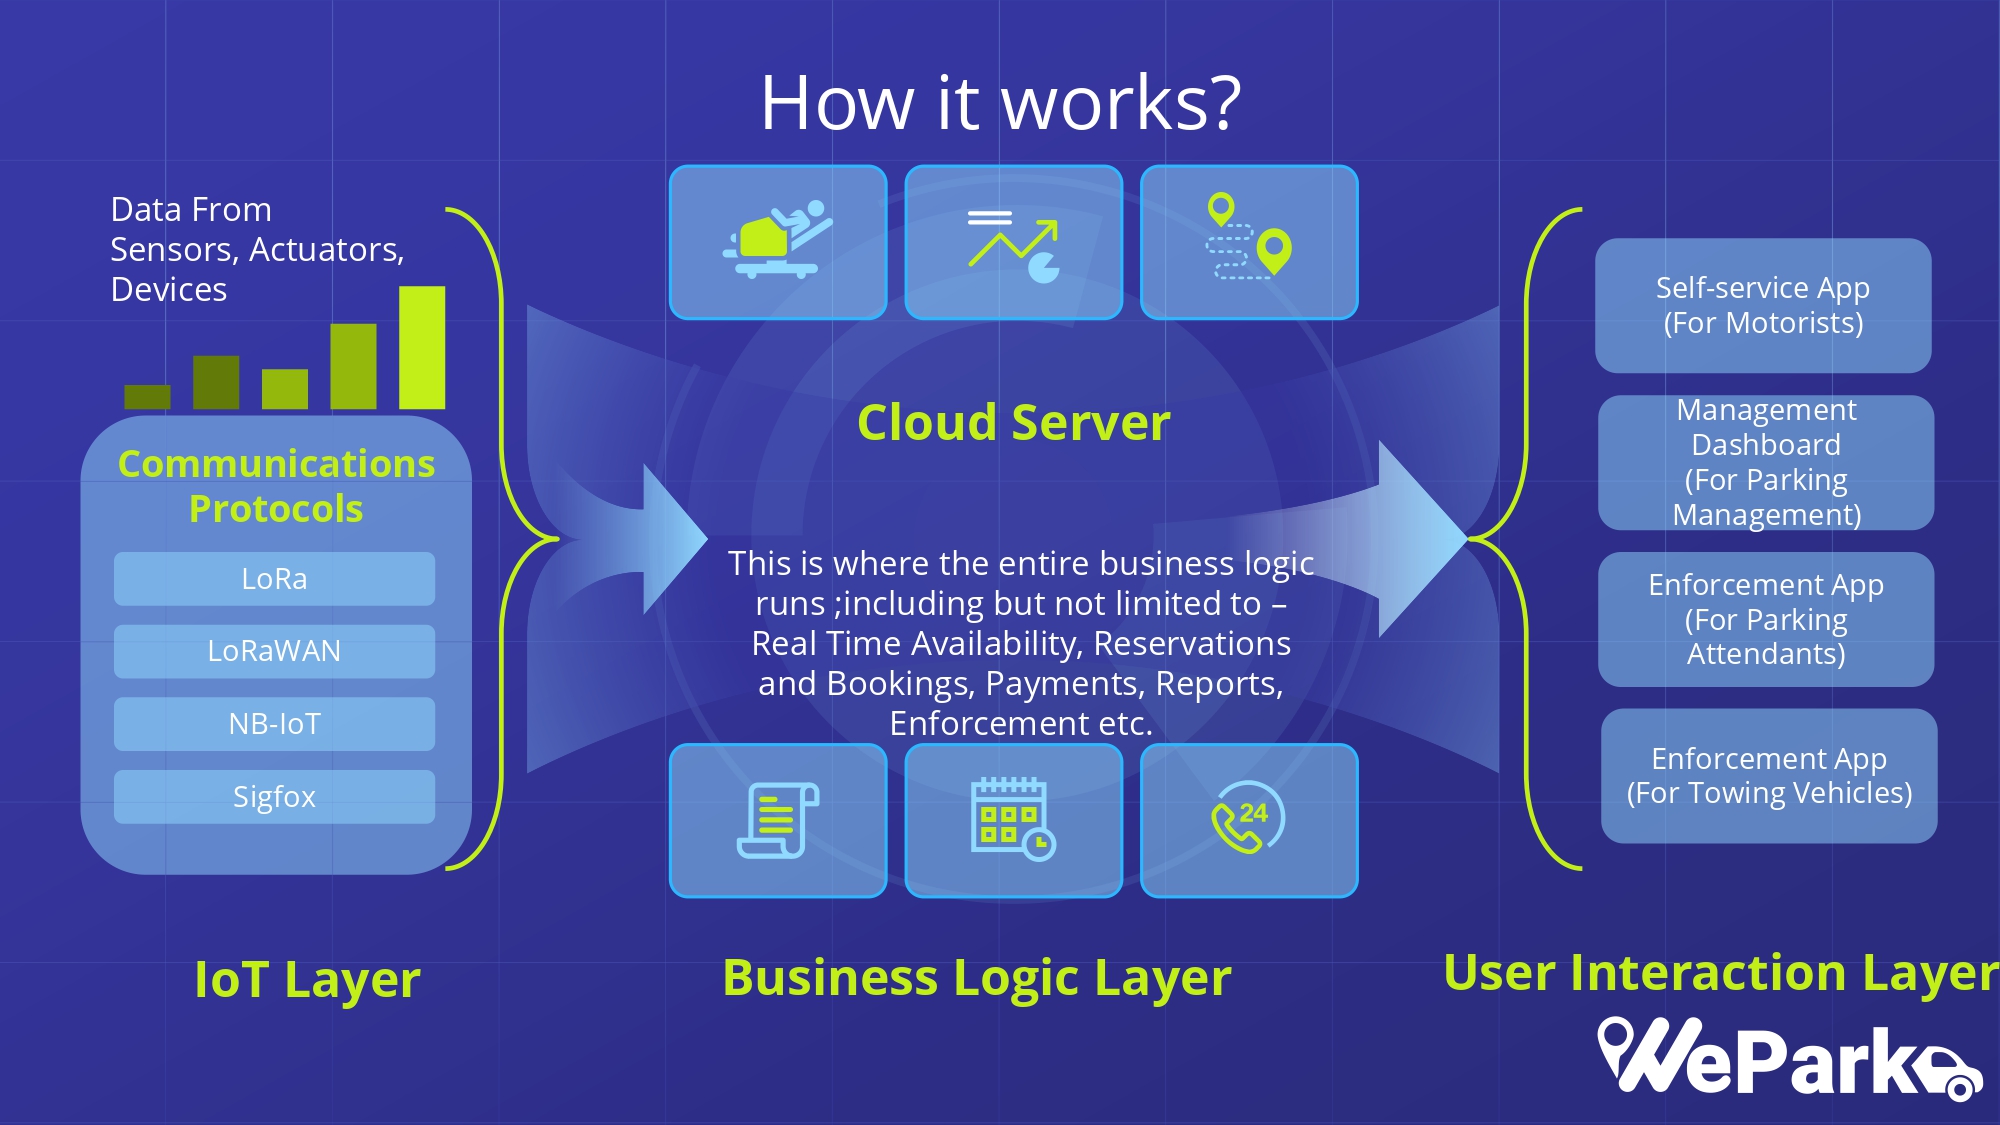 How it works?
Data From
Sensors, Actuators,
Devices
Communications
Protocols
LoRa
LoRaWAN
NB-IoT
Sigfox
IoT Layer
Cloud Server
This is where the entire business logic
runs ;including but not limited to –
Real Time Availability, Reservations
and Bookings, Payments, Reports,
Enforcement etc.
24
Business Logic Layer
Self-service App
(For Motorists)
Management
Dashboard
(For Parking
Management)
Enforcement App
(For Parking
Attendants)
Enforcement App
(For Towing Vehicles)
User Interaction Layer
WePark